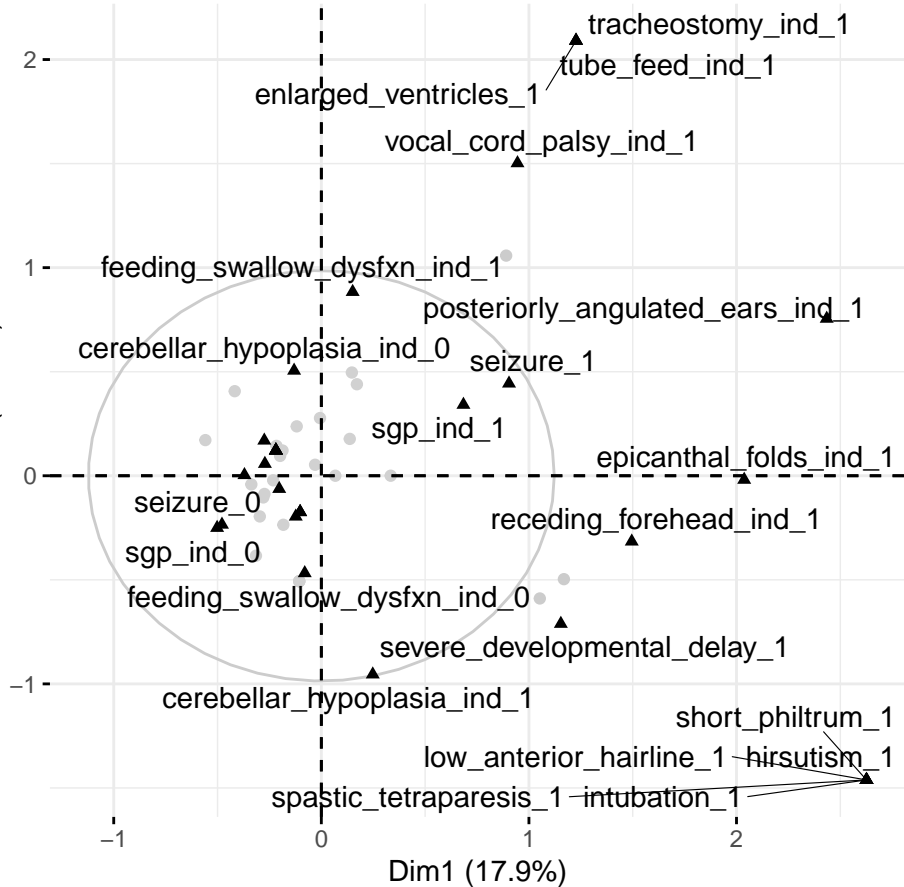 tracheostomy_ind_1
2
tube_feed_ind_1
enlarged_ventricles_1
vocal_cord_palsy_ind_1
feeding_swallow_dysfxn_ind_1
1
posteriorly_angulated_ears_ind_1
cerebellar_hypoplasia_ind_0
seizure_1
sgp_ind_1
epicanthal_folds_ind_1
0
seizure_0
receding_forehead_ind_1
sgp_ind_0
feeding_swallow_dysfxn_ind_0
severe_developmental_delay_1
−1
cerebellar_hypoplasia_ind_1
short_philtrum_1
low_anterior_hairline_1 hirsutism_1
spastic_tetraparesis_1 intubation_1
−1 0 1 2
Dim1 (17.9%)